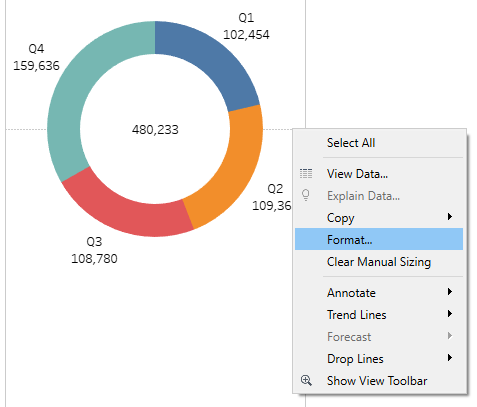 Q1
102,454
Q4
159,636
480,233
Q2
109,36
Q3
108,780
Select All
View Data...
Explain Data...
Copy
Format...
Clear Manual Sizing
Annotate
Trend Lines
Forecast
Drop Lines
Show View Toolbar